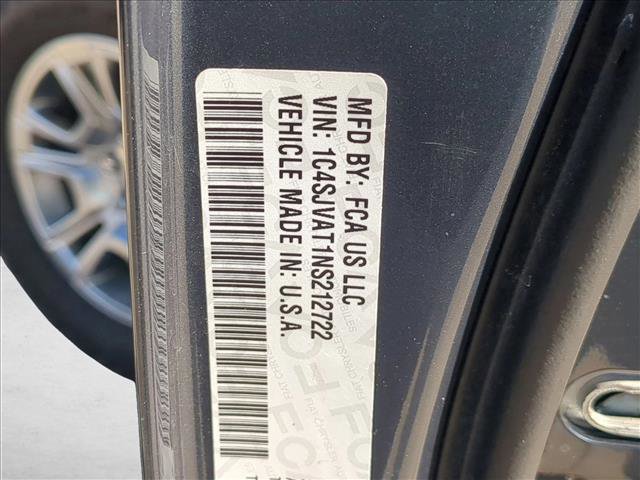 MFD BY: FCA US LLC
VIN: 1C4SJVAT1NS212722
VEHICLE MADE IN: U.S.A.